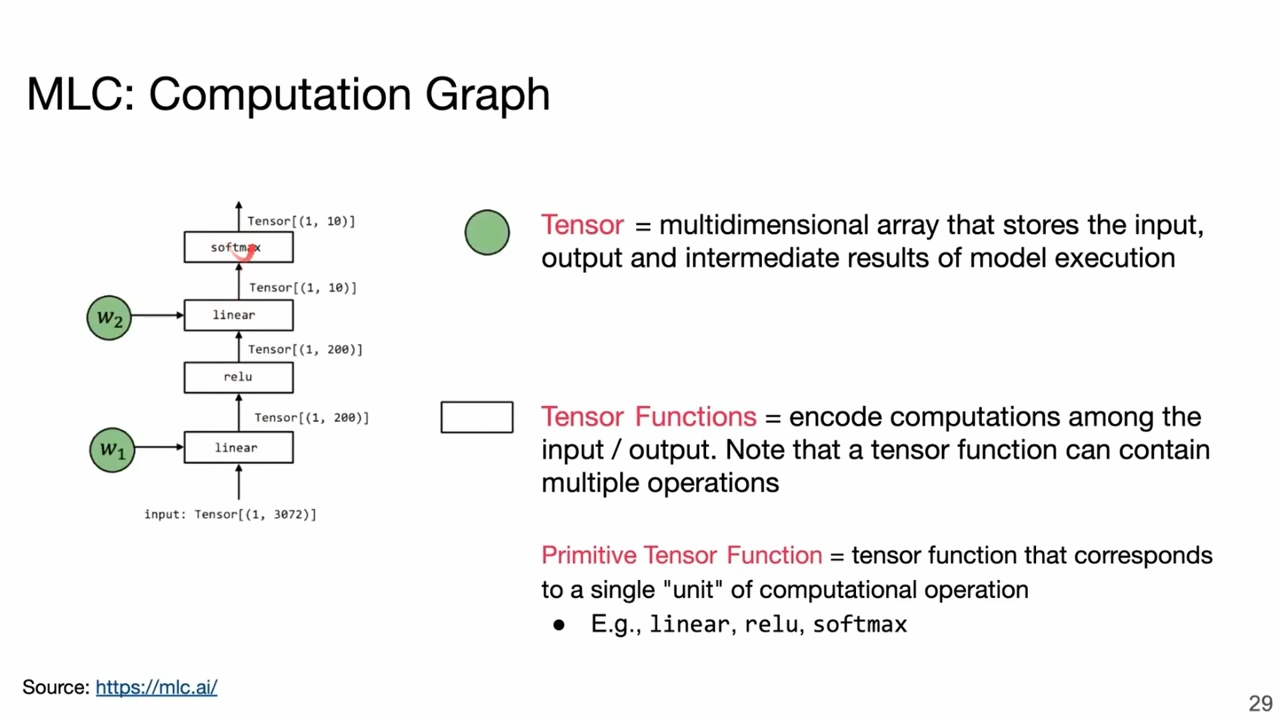 MLC: Computation Graph
Tensor[(1, 10)]
softmax
Tensor[(1, 10)]
w2
linear
Tensor[(1, 200)]
relu
Tensor[(1, 200)]
w1
linear
input: Tensor[(1, 3072)]
Tensor = multidimensional array that stores the input,
output and intermediate results of model execution
Tensor Functions = encode computations among the
input / output. Note that a tensor function can contain
multiple operations
Primitive Tensor Function = tensor function that corresponds
to a single "unit" of computational operation
● E.g., linear, relu, softmax
Source: https://mlc.ai/
29